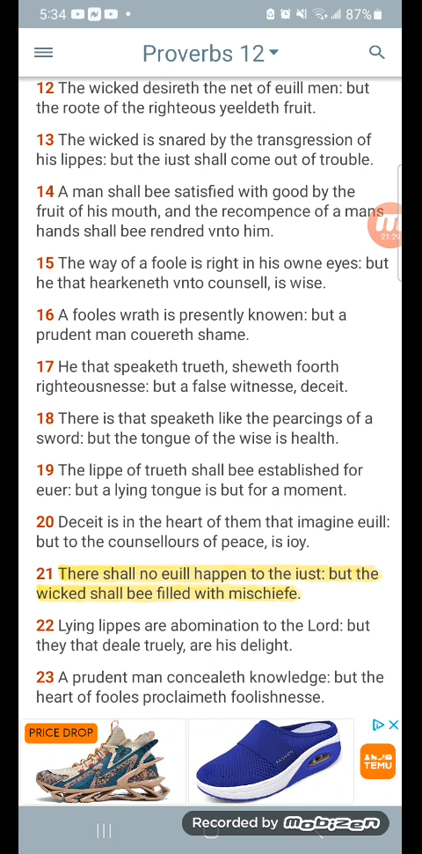 5:34
87%
Proverbs 12
12 The wicked desireth the net of euill men: but
the roote of the righteous yeeldeth fruit.
13 The wicked is snared by the transgression of
his lippes: but the iust shall come out of trouble.
14 A man shall bee satisfied with good by the
fruit of his mouth, and the recompence of a mans
hands shall bee rendred vnto him.
21:29
15 The way of a foole is right in his owne eyes: but
he that hearkeneth vnto counsell, is wise.
16 A fooles wrath is presently knowen: but a
prudent man couereth shame.
17 He that speaketh trueth, sheweth foorth
righteousnesse: but a false witnesse, deceit.
18 There is that speaketh like the pearcings of a
sword: but the tongue of the wise is health.
19 The lippe of trueth shall bee established for
euer: but a lying tongue is but for a moment.
20 Deceit is in the heart of them that imagine euill:
but to the counsellours of peace, is ioy.
21 There shall no euill happen to the iust: but the
wicked shall bee filled with mischiefe.
22 Lying lippes are abomination to the Lord: but
they that deale truely, are his delight.
23 A prudent man concealeth knowledge: but the
heart of fooles proclaimeth foolishnesse.
PRICE DROP
TEMU
Recorded by mobizen